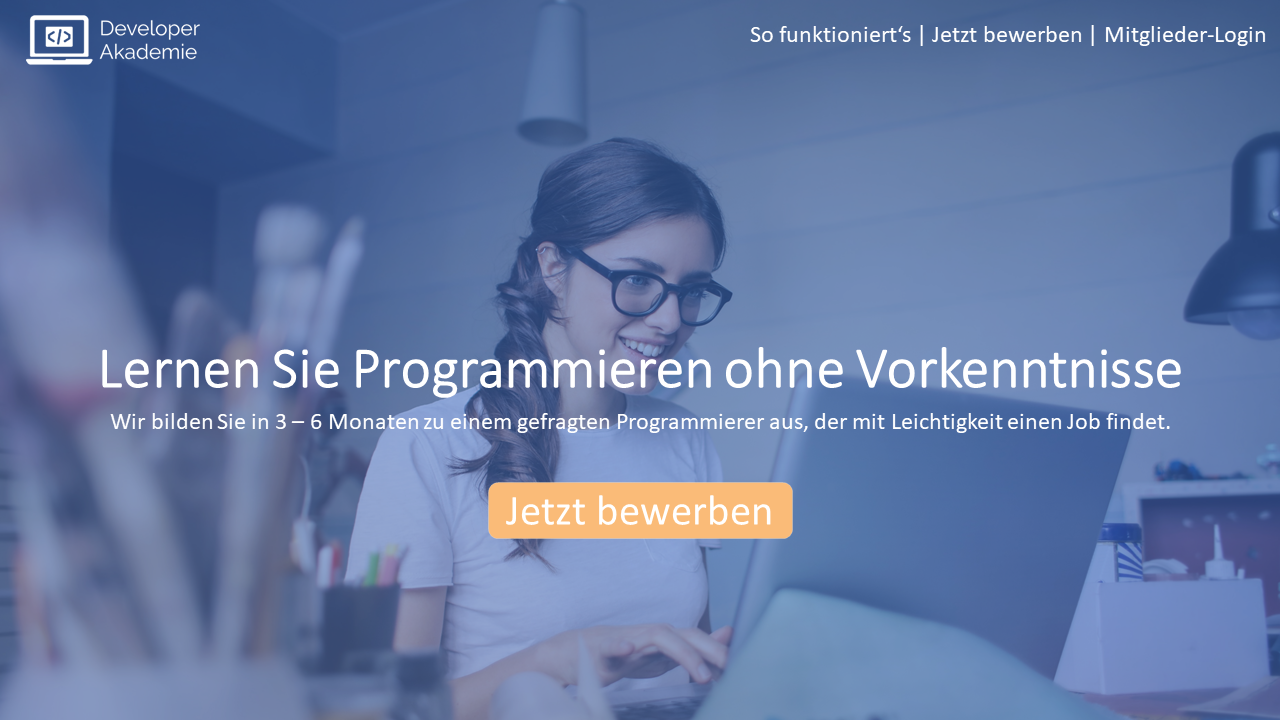 Developer
Akademie
So funktioniert‘s | Jetzt bewerben | Mitglieder-Login
Lernen Sie Programmieren ohne Vorkenntnisse
Wir bilden Sie in 3 – 6 Monaten zu einem gefragten Programmierer aus, der mit Leichtigkeit einen Job findet.
Jetzt bewerben